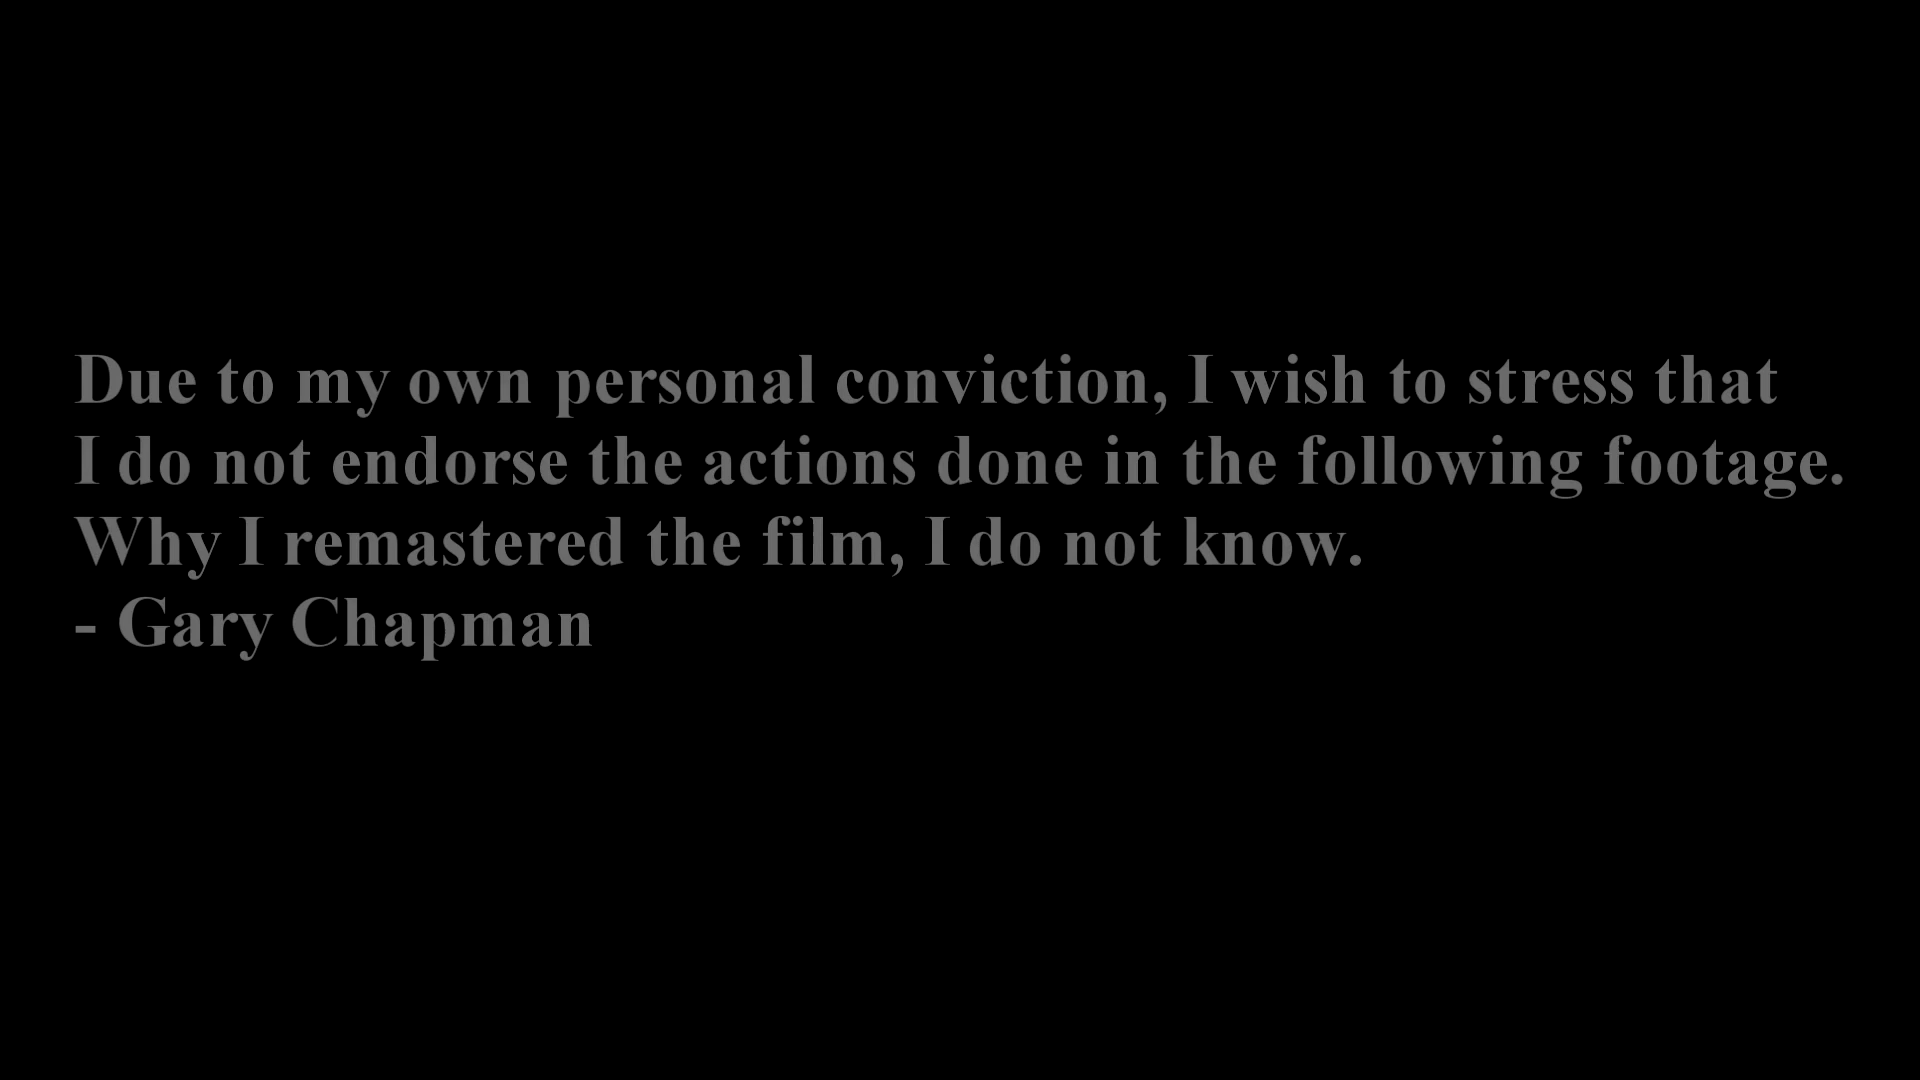 Due to my own personal conviction, I wish to stress that
I do not endorse the actions done in the following footage.
Why I remastered the film, I do not know.
- Gary Chapman